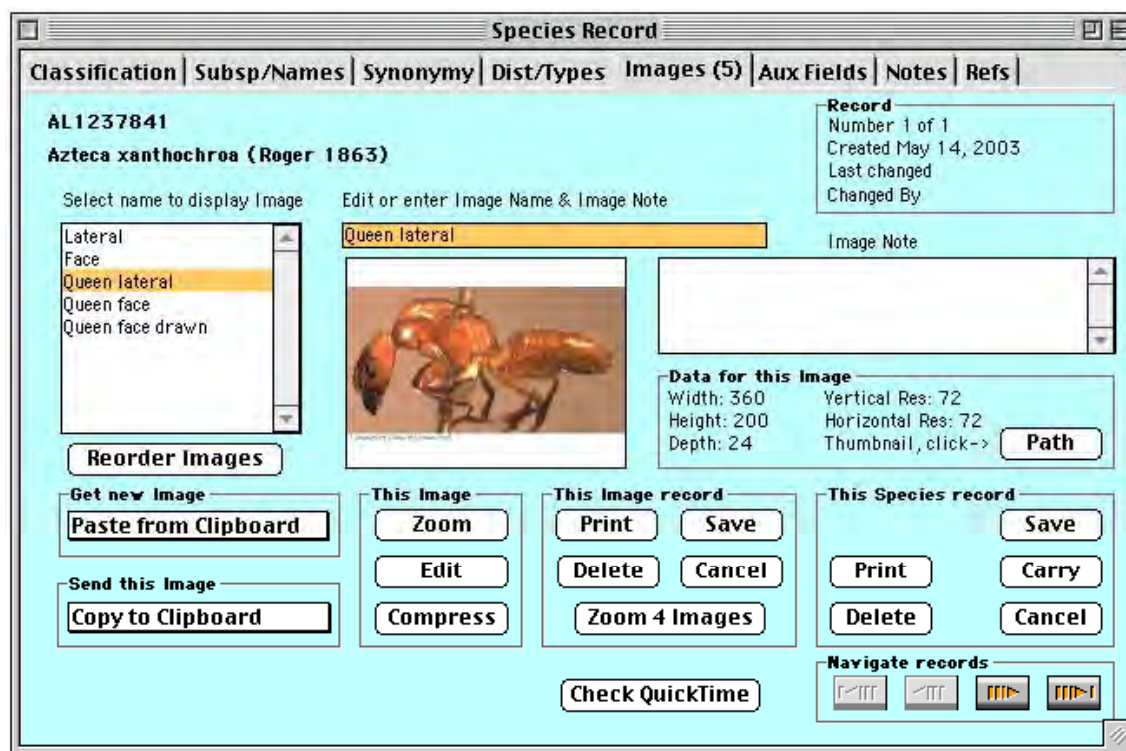 Species Record
Classification Subsp/Names Synonymy Dist/Types Images (5) Aux Fields Notes Refs
AL1237841
Azteca xanthochroa (Roger 1863)
Record
Number 1 of 1
Created May 14, 2003
Last changed
Changed By
Select name to display Image
Edit or enter Image Name & Image Note
Lateral
Face
Queen lateral
Queen face
Queen face drawn
Queen lateral
Image Note
Data for this Image
Width: 360 Vertical Res: 72
Height: 200 Horizontal Res: 72
Depth: 24 Thumbnail, click-> Path
Reorder Images
Get new Image
Paste from Clipboard
Send this Image
Copy to Clipboard
This Image
Zoom
Edit
Compress
This Image record
Print Save
Delete Cancel
Zoom 4 Images
This Species record
Save
Print Carry
Delete Cancel
Check QuickTime
Navigate records